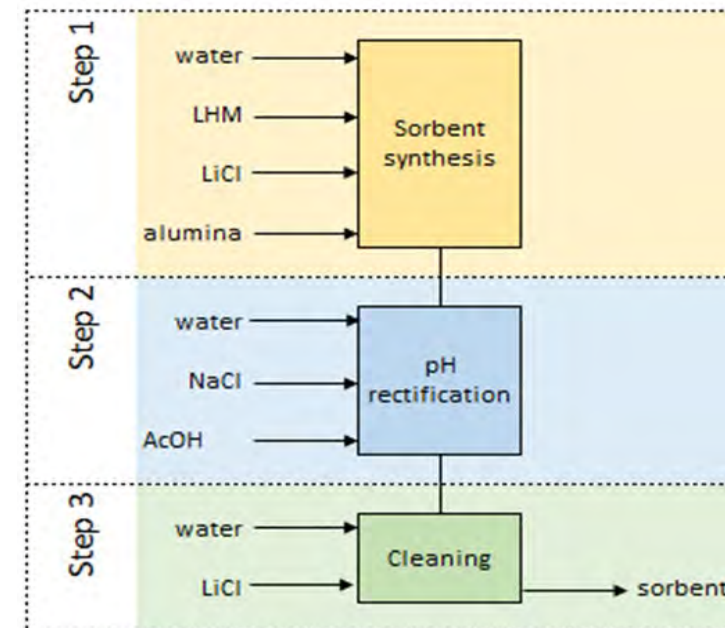 Step 1
water
LHM
LiCl
alumina
Sorbent
synthesis
Step 2
water
NaCl
AcOH
pH
rectification
Step 3
water
LiCl
Cleaning
sorbent